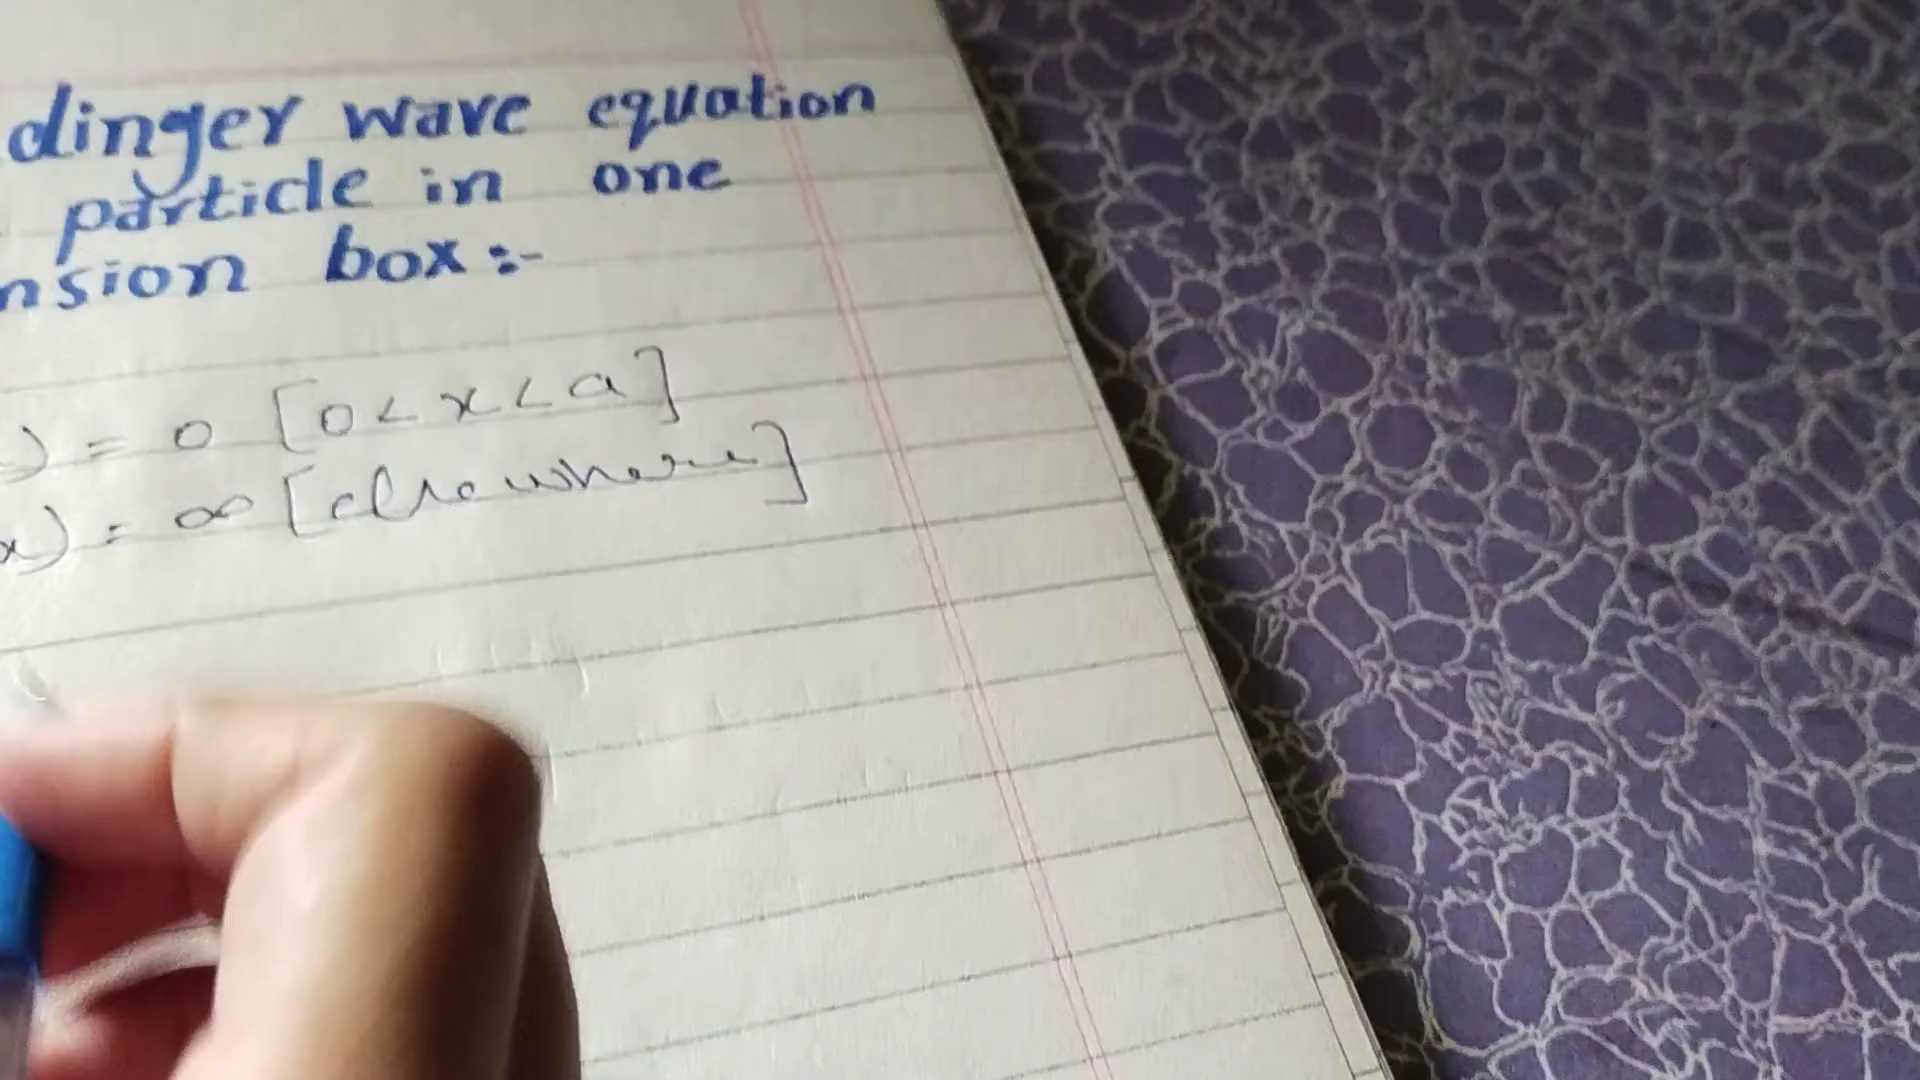 dinger wave equation
particle in one
nsion box:-
) = 0 [0 < x < a]
x) = ∞ [elsewhere]